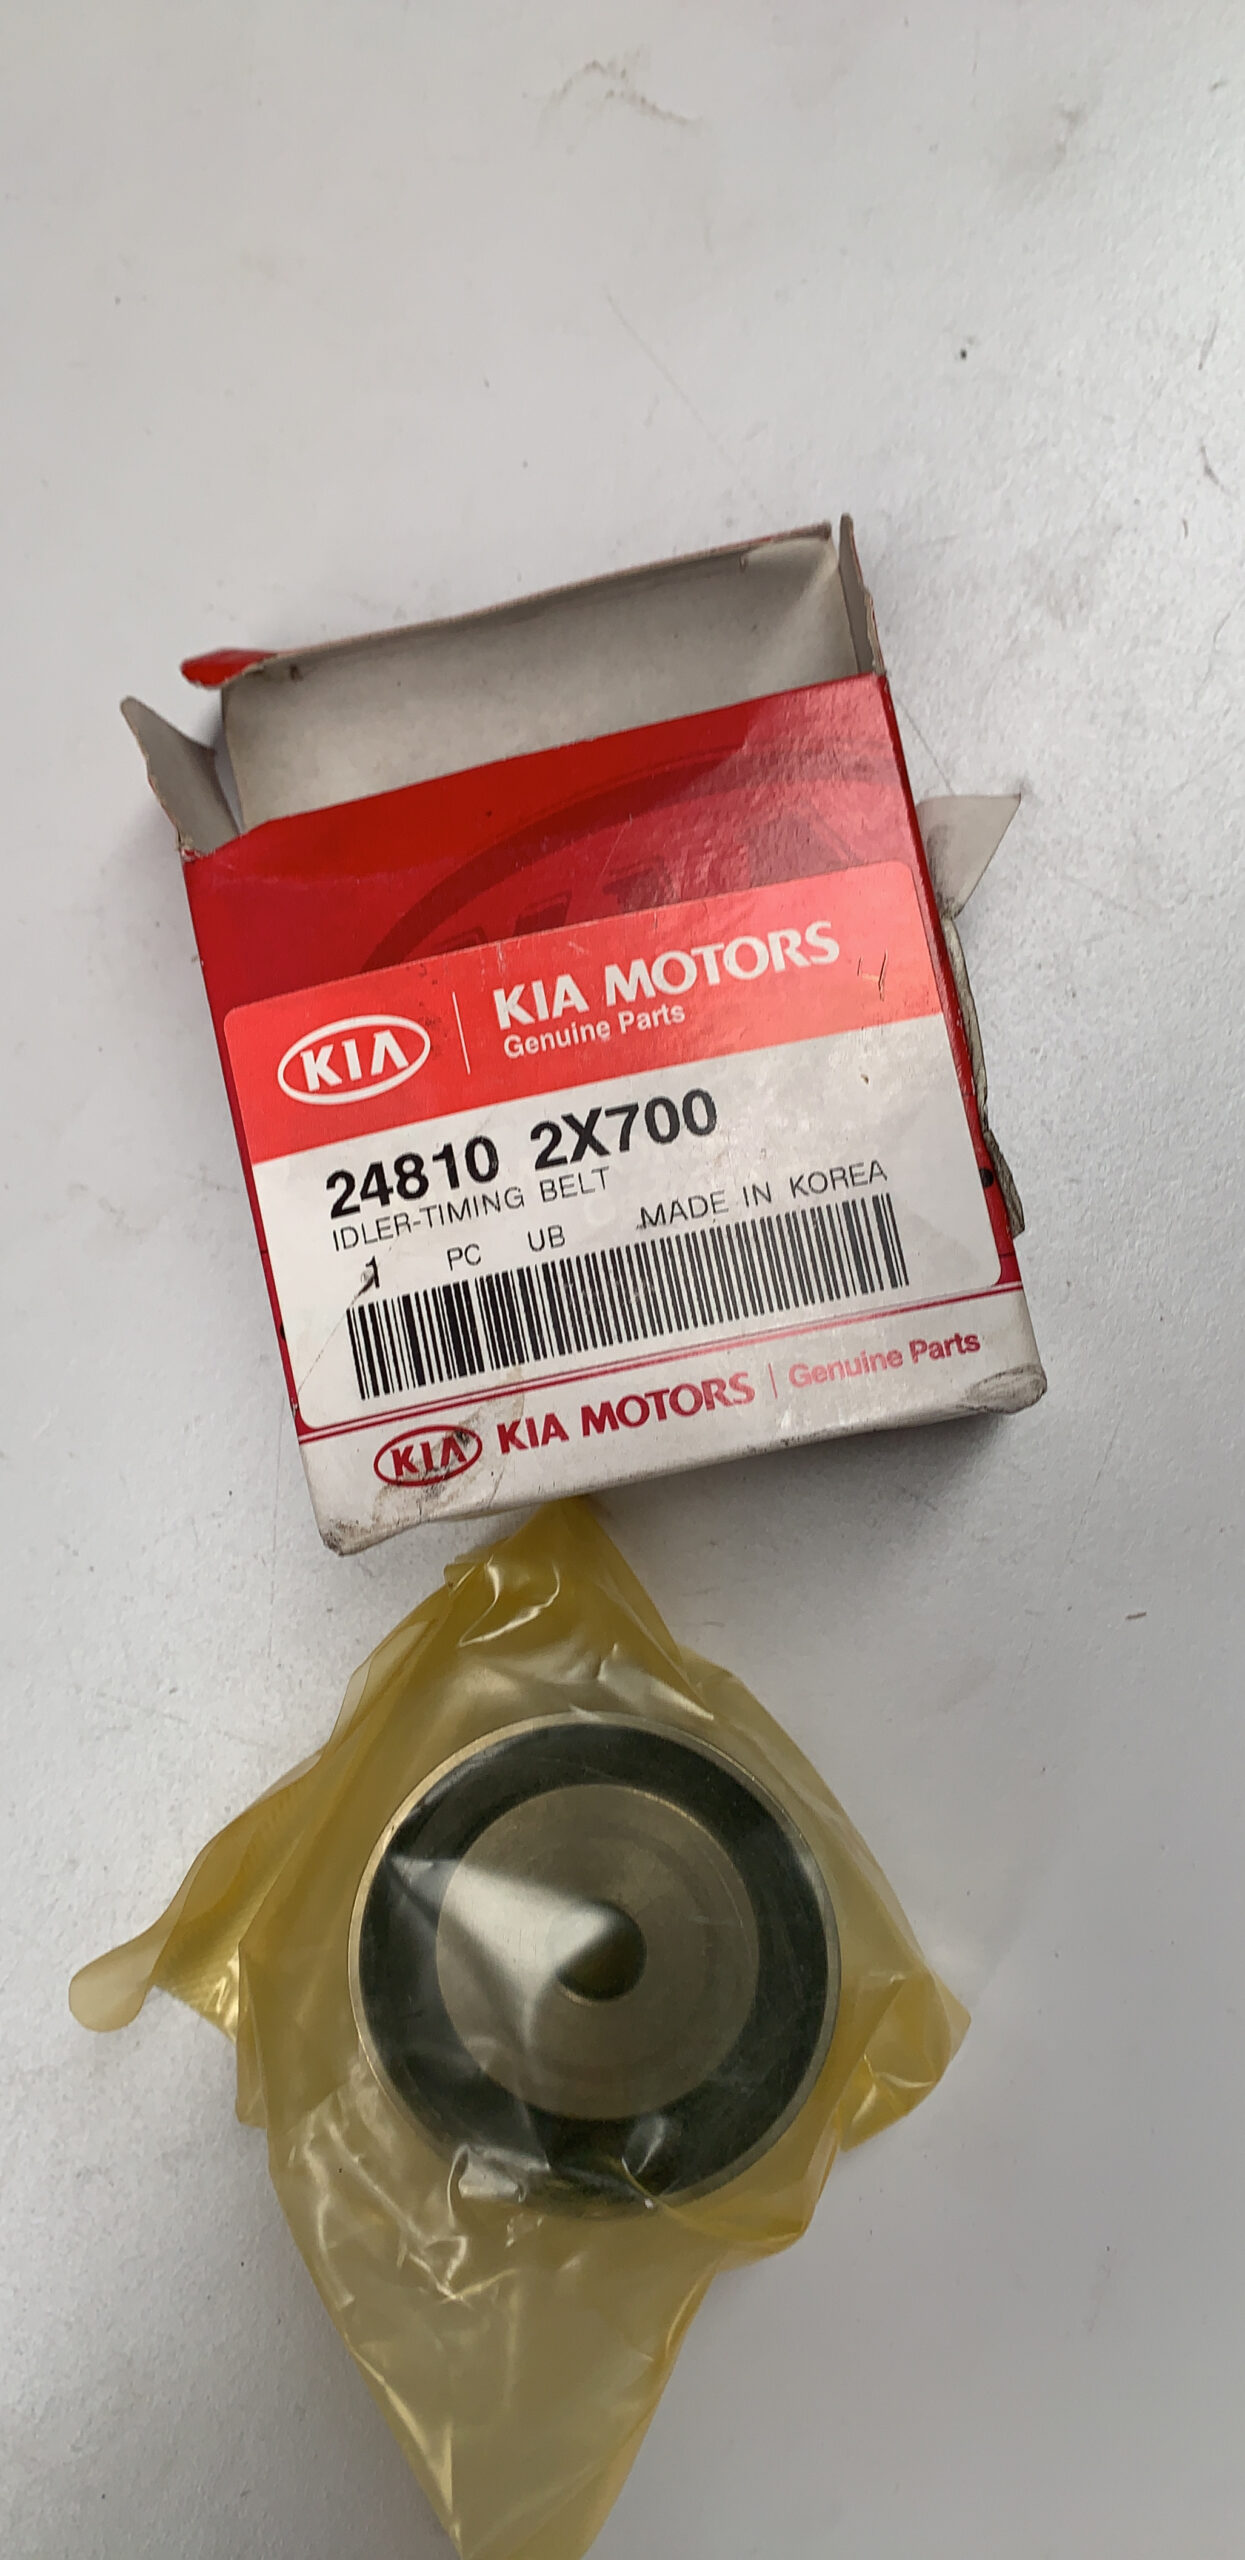 KIA
KIA MOTORS
Genuine Parts
24810 2X700
IDLER-TIMING BELT
1 PC UB MADE IN KOREA
KIA KIA MOTORS | Genuine Parts